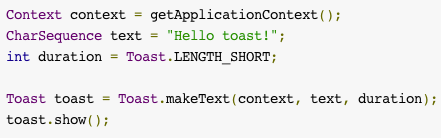 Context context = getApplicationContext();
CharSequence text = "Hello toast!";
int duration = Toast.LENGTH_SHORT;

Toast toast = Toast.makeText(context, text, duration);
toast.show();